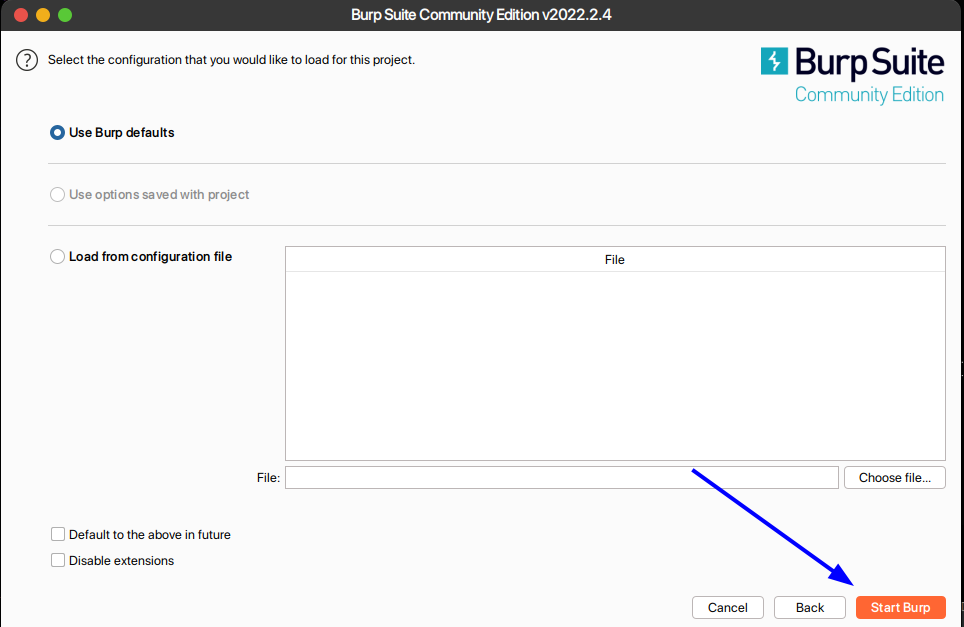 Burp Suite Community Edition v2022.2.4
? Select the configuration that you would like to load for this project.
Burp Suite
Community Edition
Use Burp defaults
Use options saved with project
Load from configuration file
File
File:
Choose file...
Default to the above in future
Disable extensions
Cancel Back Start Burp